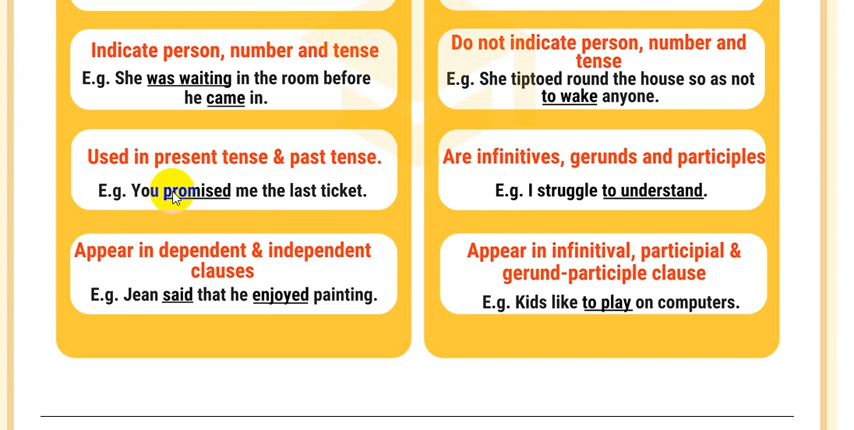 Indicate person, number and tense
E.g. She was waiting in the room before
he came in.
Used in present tense & past tense.
E.g. You promised me the last ticket.
Appear in dependent & independent
clauses
E.g. Jean said that he enjoyed painting.
Do not indicate person, number and
tense
E.g. She tiptoed round the house so as not
to wake anyone.
Are infinitives, gerunds and participles
E.g. I struggle to understand.
Appear in infinitival, participial &
gerund-participle clause
E.g. Kids like to play on computers.